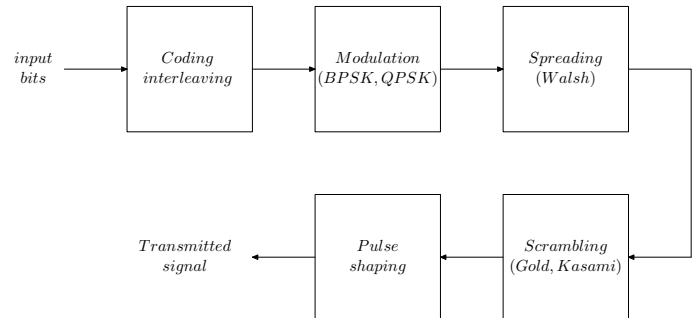 input
bits
Coding
interleaving
Modulation
(BPSK, QPSK)
Spreading
(Walsh)
Transmitted
signal
Pulse
shaping
Scrambling
(Gold, Kasami)